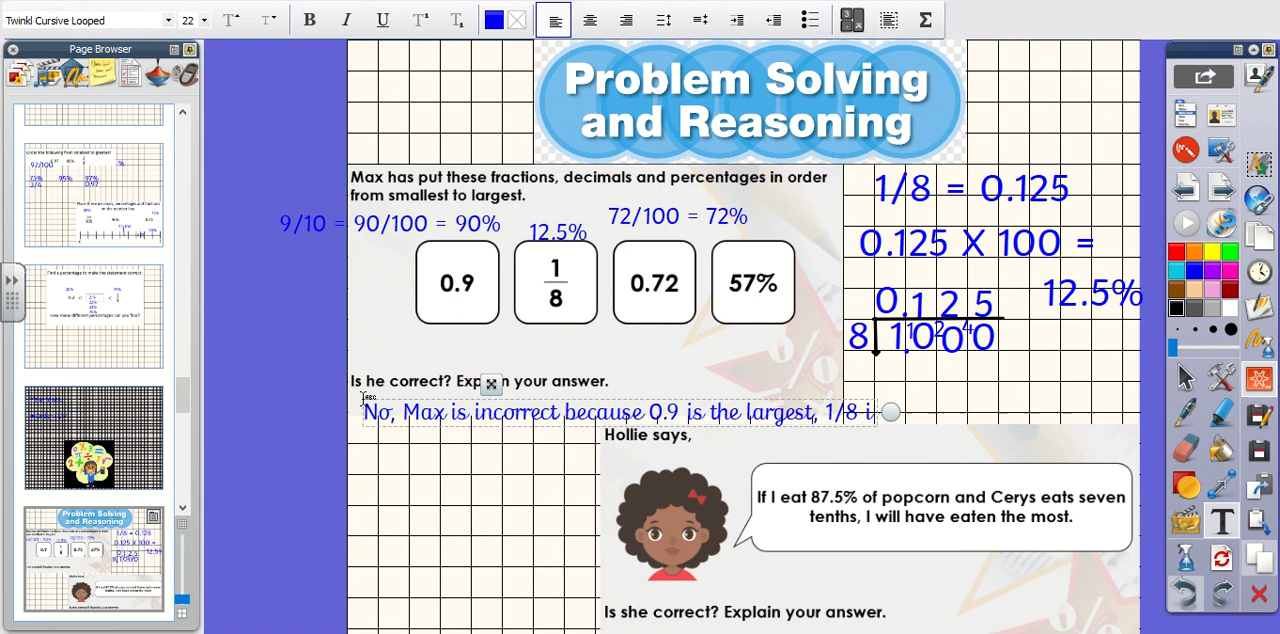 Twinkl Cursive Looped 22 B I U T T Σ
Page Browser
Problem Solving
and Reasoning
Max has put these fractions, decimals and percentages in order
from smallest to largest.
9/10 = 90/100 = 90% 12.5% 72/100 = 72%
0.9 1/8 0.72 57%
1/8 = 0.125
0.125 X 100 =
12.5%
0.125
8 1.102040
Is he correct? Exp n your answer.
No, Max is incorrect because 0.9 is the largest, 1/8 i
Hollie says,
If I eat 87.5% of popcorn and Cerys eats seven
tenths, I will have eaten the most.
Is she correct? Explain your answer.